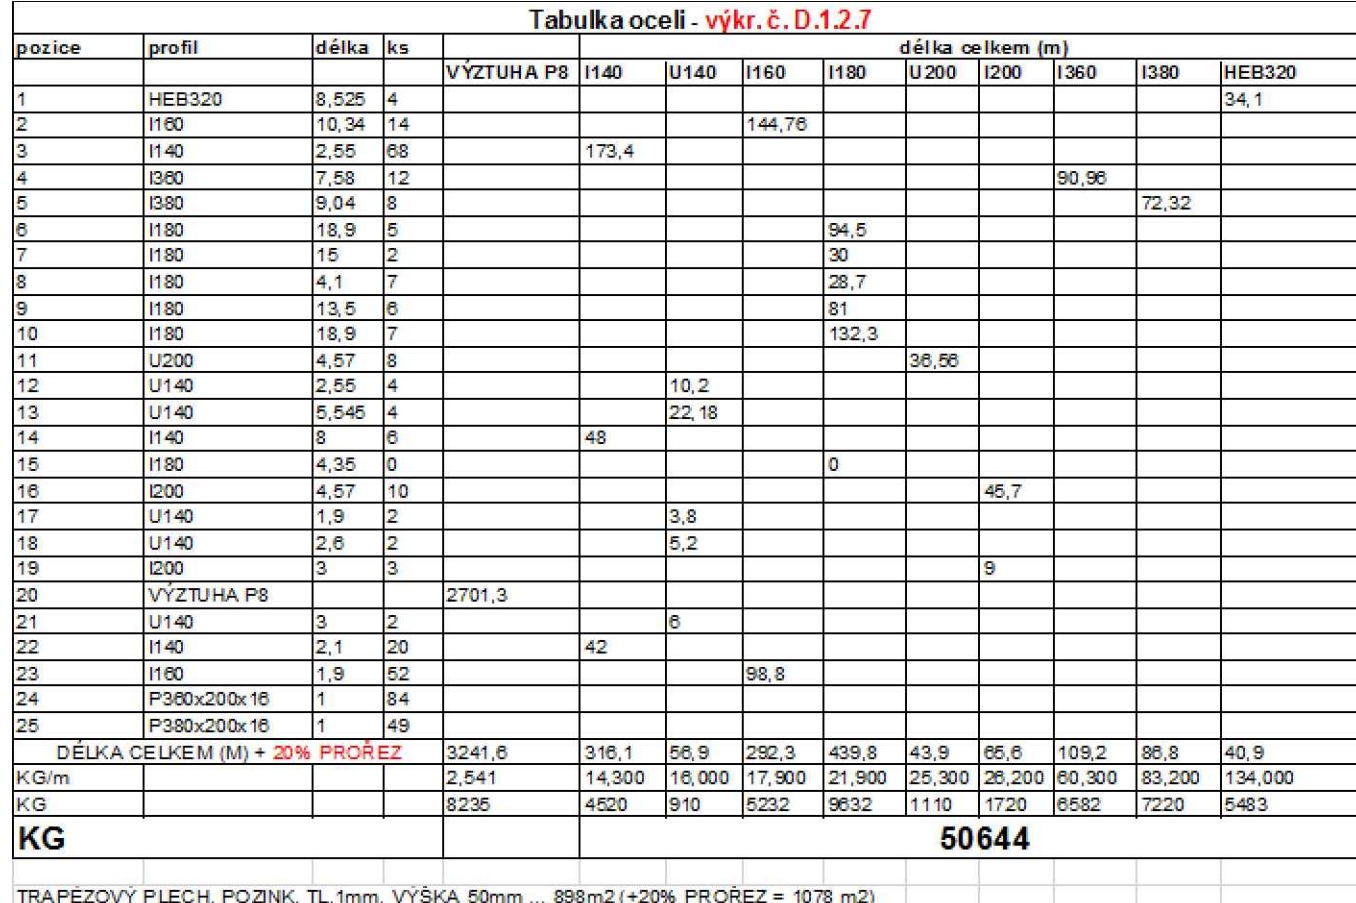 Tabulka oceli - výkr. č. D.1.2.7
pozice profil délka ks délka celkem (m)
VÝZTUHA P8 I140 U140 I160 I180 U200 I200 I360 I380 HEB320
1 HEB320 8,525 4 34,1
2 I160 10,34 14 144,76
3 I140 2,55 68 173,4
4 I360 7,58 12 90,96
5 I380 9,04 8 72,32
6 I180 18,9 5 94,5
7 I180 15 2 30
8 I180 4,1 7 28,7
9 I180 13,5 6 81
10 I180 18,9 7 132,3
11 U200 4,57 8 36,56
12 U140 2,55 4 10,2
13 U140 5,545 4 22,18
14 I140 8 6 48
15 I180 4,35 0 0
16 I200 4,57 10 45,7
17 U140 1,9 2 3,8
18 U140 2,6 2 5,2
19 I200 3 3 9
20 VÝZTUHA P8 2701,3
21 U140 3 2 6
22 I140 2,1 20 42
23 I160 1,9 52 98,8
24 P360x200x16 1 84
25 P380x200x16 1 49
DÉLKA CELKEM (M) + 20% PROŘEZ 3241,6 316,1 56,9 292,3 439,8 43,9 65,6 109,2 86,8 40,9
KG/m 2,541 14,300 16,000 17,900 21,900 25,300 26,200 60,300 83,200 134,000
KG 8235 4520 910 5232 9632 1110 1720 6582 7220 5483
KG 50644
TRAPÉZOVÝ PLECH, POZINK, TL.1mm, VÝŠKA 50mm ... 898m2 (+20% PROŘEZ = 1078 m2)